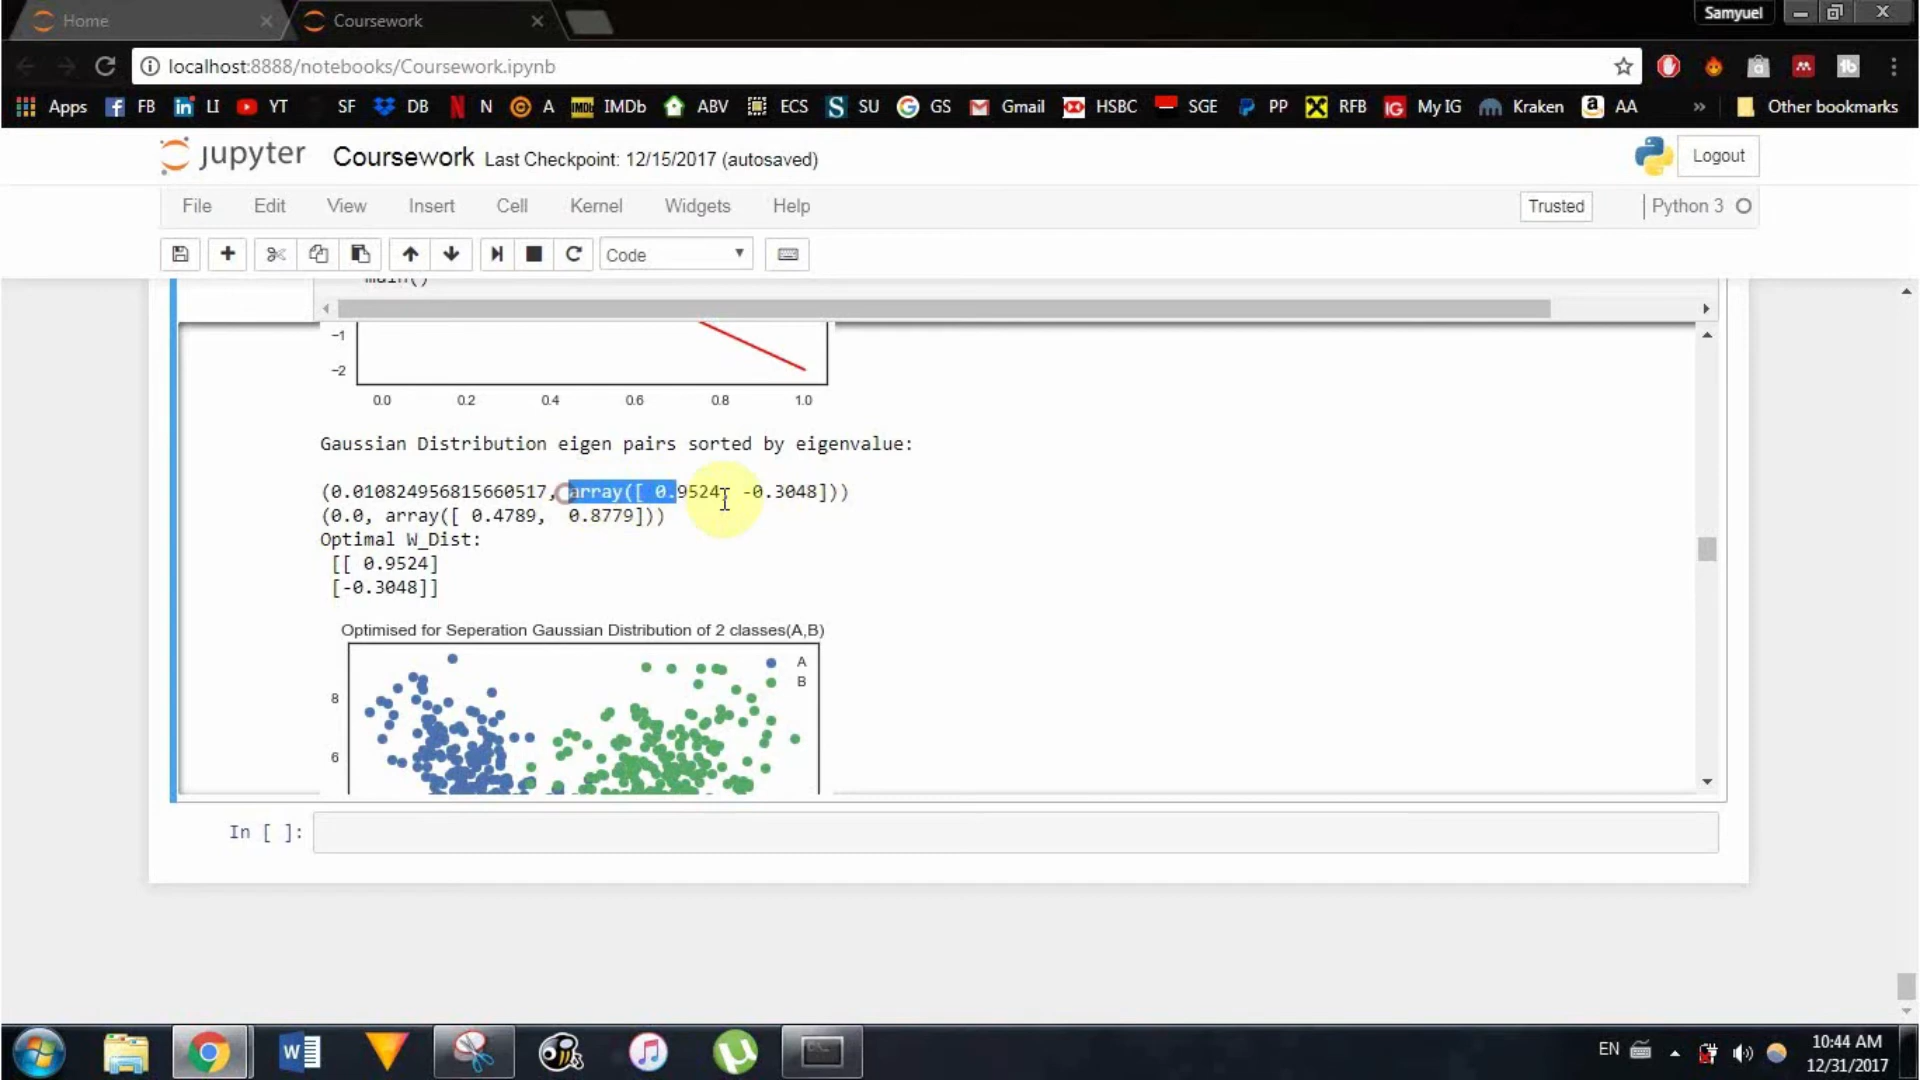 Home
Coursework
Samyuel
localhost:8888/notebooks/Coursework.ipynb
Apps FB LI YT SF DB N A IMDb ABV ECS SU GS Gmail HSBC SGE PP RFB My IG Kraken AA » Other bookmarks
jupyter Coursework Last Checkpoint: 12/15/2017 (autosaved)
Logout
File Edit View Insert Cell Kernel Widgets Help
Trusted
Python 3
Code
main()
−1
−2
0.0 0.2 0.4 0.6 0.8 1.0
Gaussian Distribution eigen pairs sorted by eigenvalue:
(0.010824956815660517, array([ 0.9524, -0.3048]))
(0.0, array([ 0.4789,  0.8779]))
Optimal W_Dist:
[[ 0.9524]
[-0.3048]]
Optimised for Seperation Gaussian Distribution of 2 classes(A,B)
A
B
8
6
In [ ]:
EN
10:44 AM
12/31/2017